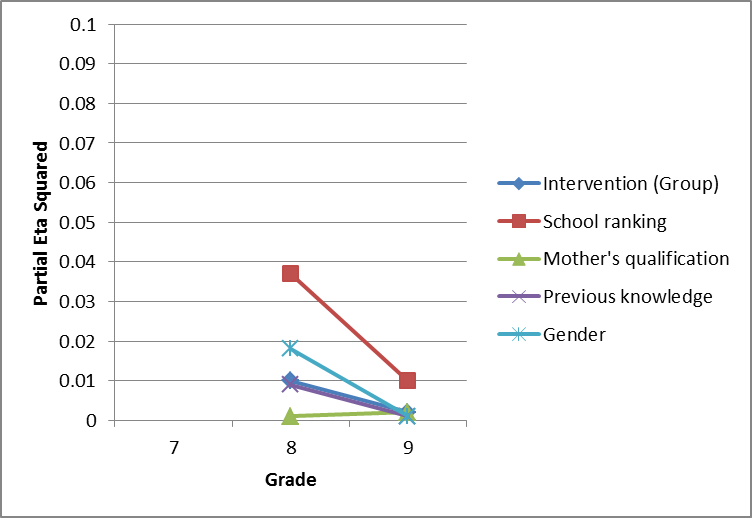 0.1
0.09
0.08
0.07
0.06
0.05
0.04
0.03
0.02
0.01
0
Partial Eta Squared
7 8 9
Grade
Intervention (Group)
School ranking
Mother's qualification
Previous knowledge
Gender